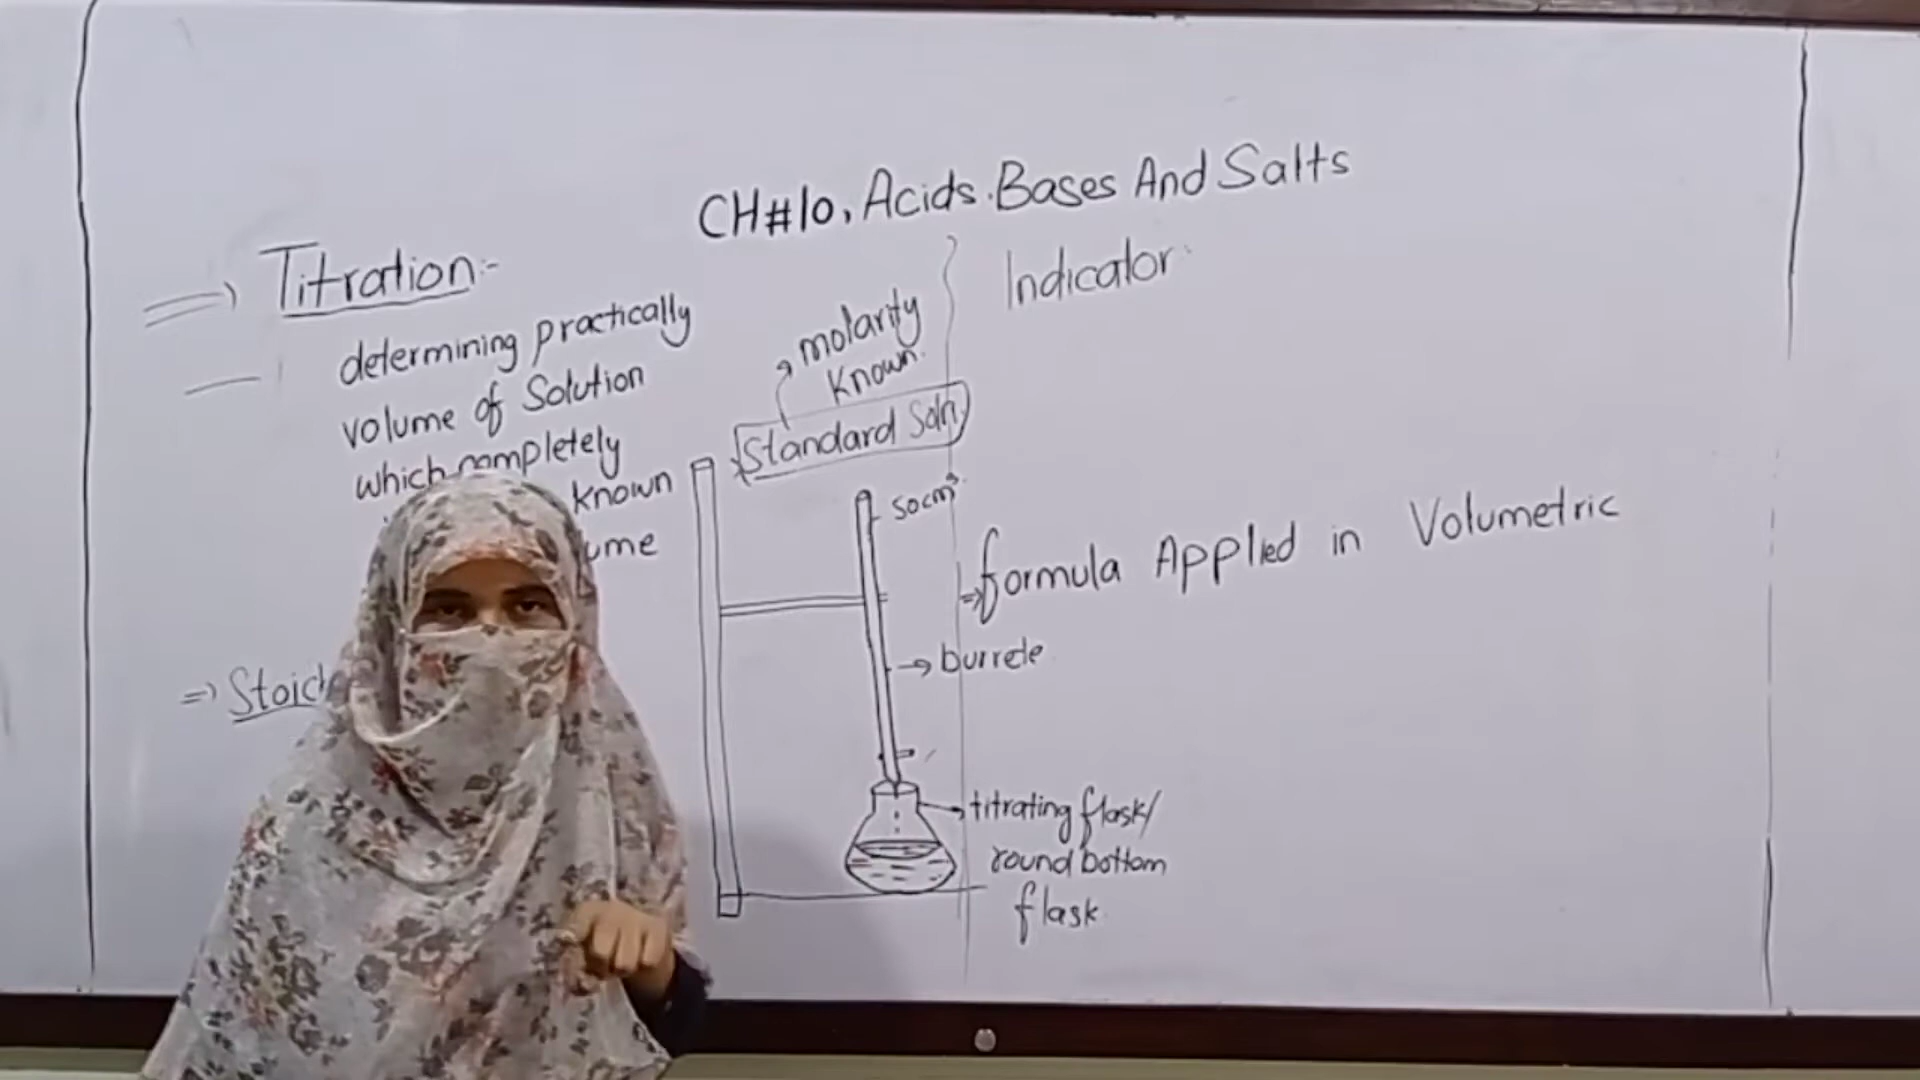 CH#10. Acids. Bases And Salts
=> Titration:-
determining practically
volume of Solution
which completely
known
ume
=> Stoich
molarity
known.
Standard Soln
50cm³
→ burrete
titrating flask/
round bottom
flask
Indicator
=> formula Applied in Volumetric